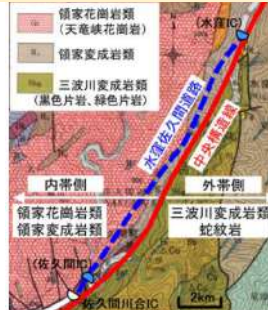 Gr
領家花崗岩類
(天竜峡花崗岩)
領家変成岩類
三波川変成岩類
(黒色片岩、緑色片岩)
(水窪IC)
水窪佐久間道路
中央構造線
内帯側
領家花崗岩類
領家変成岩類
外帯側
三波川変成岩類
蛇紋岩
(佐久間IC)
佐久間川合IC
2km